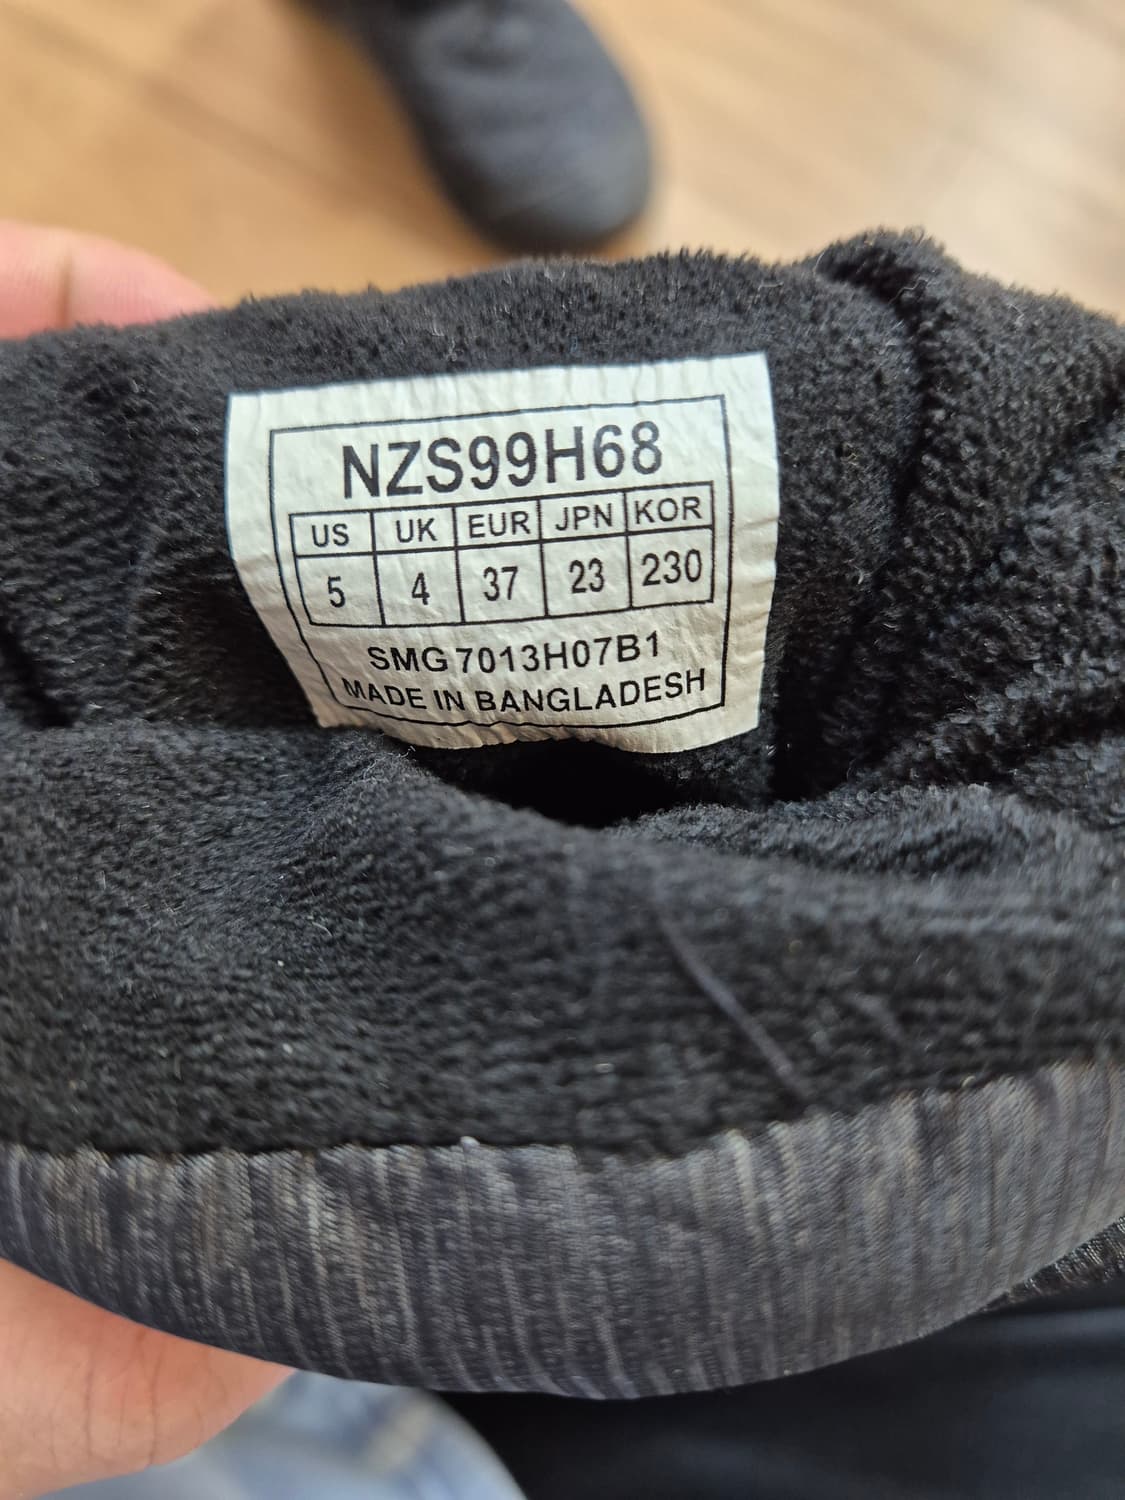 NZS99H68
US UK EUR JPN KOR
5 4 37 23 230
SMG 7013H07B1
MADE IN BANGLADESH